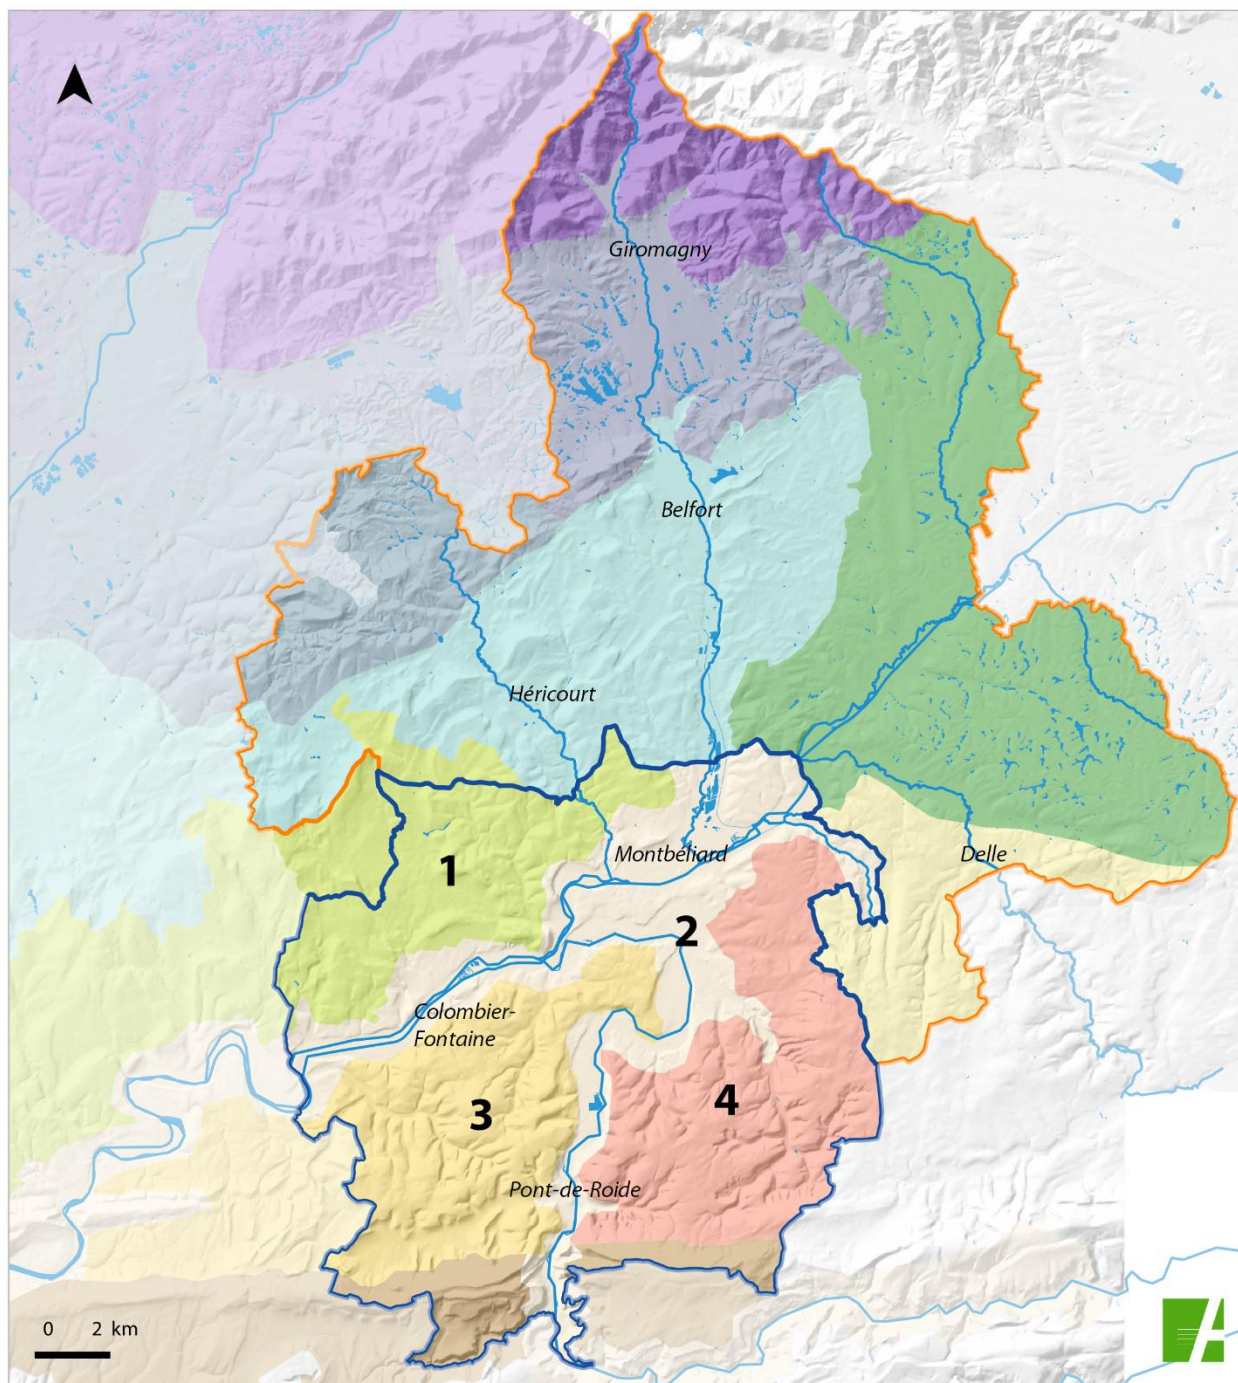 Giromagny
Belfort
Héricourt
Montbéliard
Delle
1
2
Colombier-
Fontaine
3
4
Pont-de-Roide
0 2 km